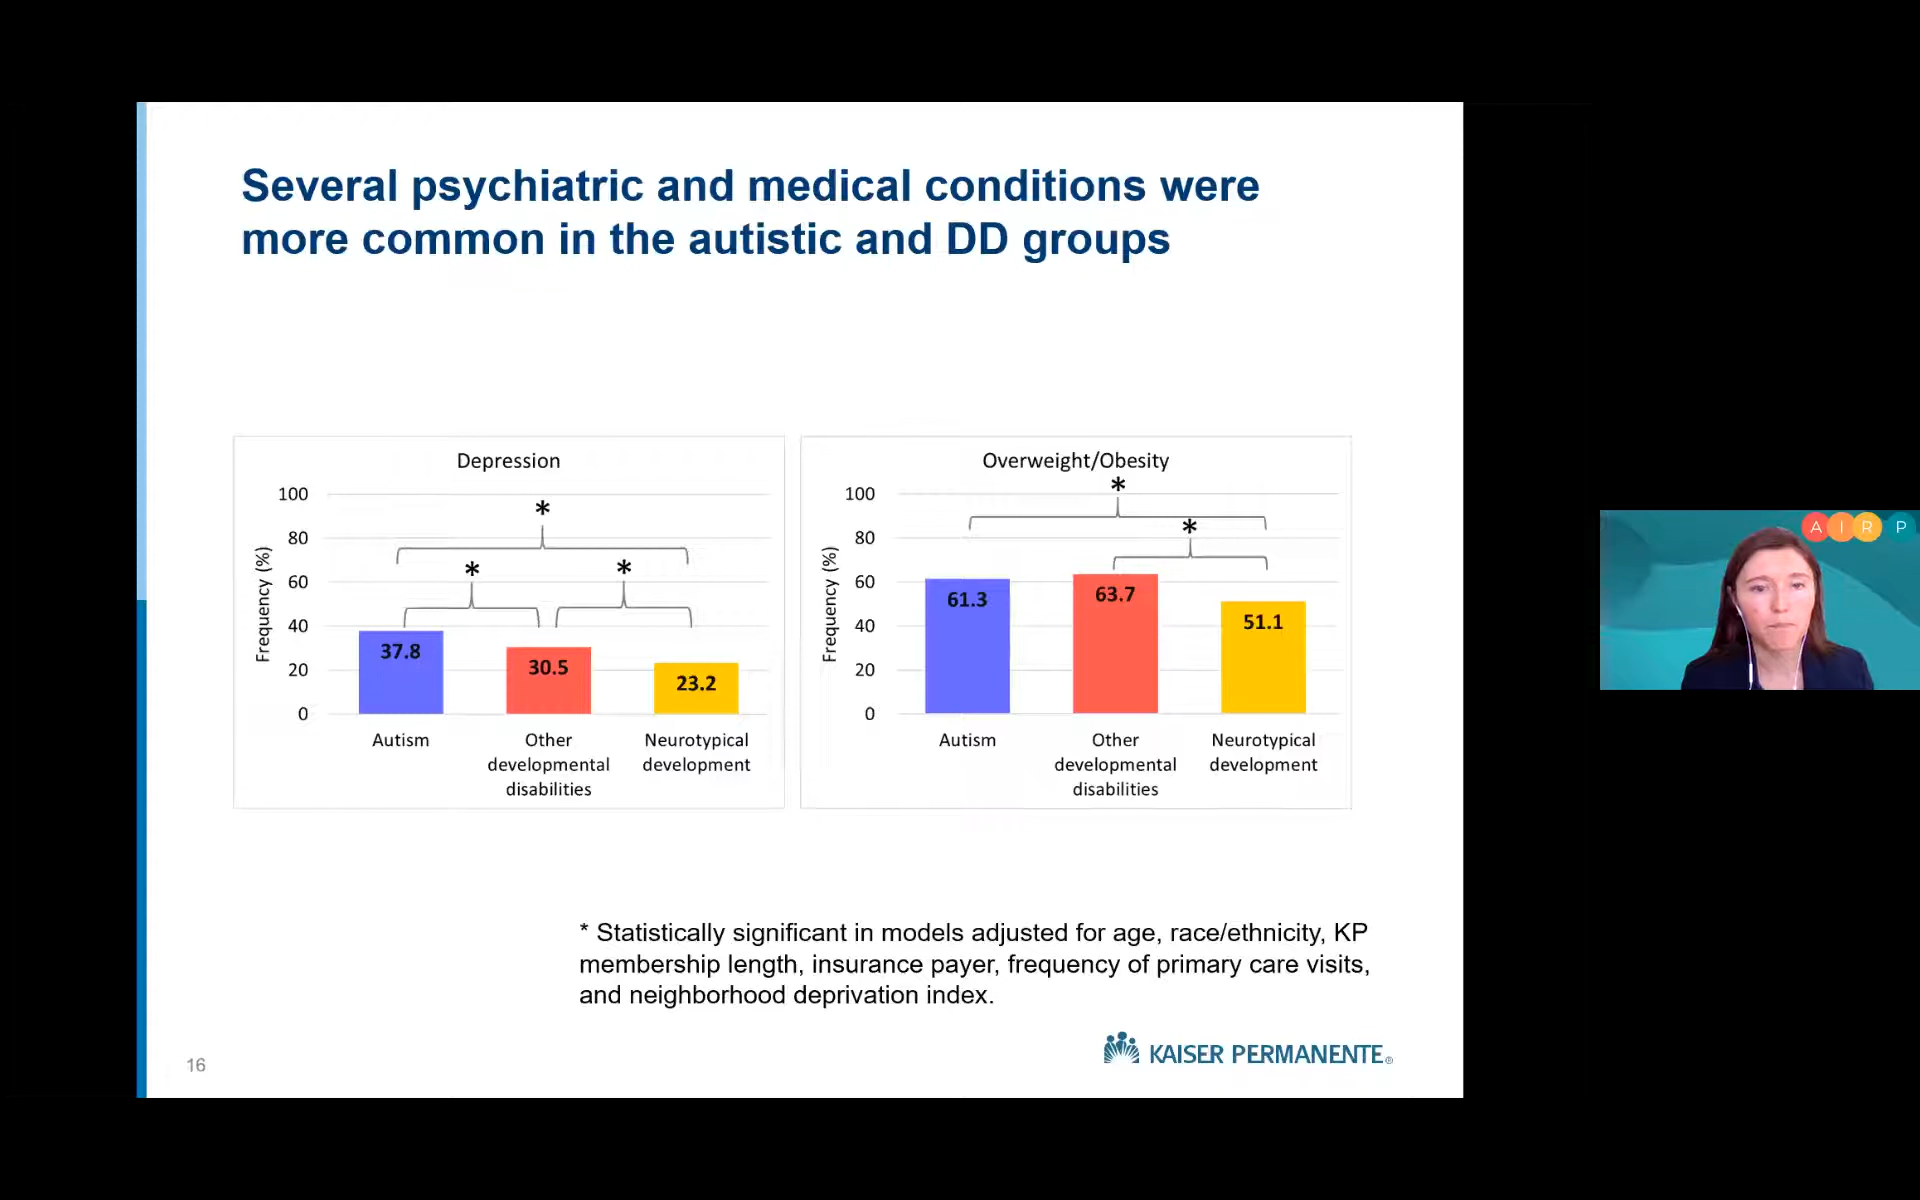 Several psychiatric and medical conditions were
more common in the autistic and DD groups
Depression
*
*
*
Frequency (%)
100
80
60
40
20
0
37.8
30.5
23.2
Autism
Other
developmental
disabilities
Neurotypical
development
Overweight/Obesity
*
*
Frequency (%)
100
80
60
40
20
0
61.3
63.7
51.1
Autism
Other
developmental
disabilities
Neurotypical
development
* Statistically significant in models adjusted for age, race/ethnicity, KP
membership length, insurance payer, frequency of primary care visits,
and neighborhood deprivation index.
16
KAISER PERMANENTE®
A I R P